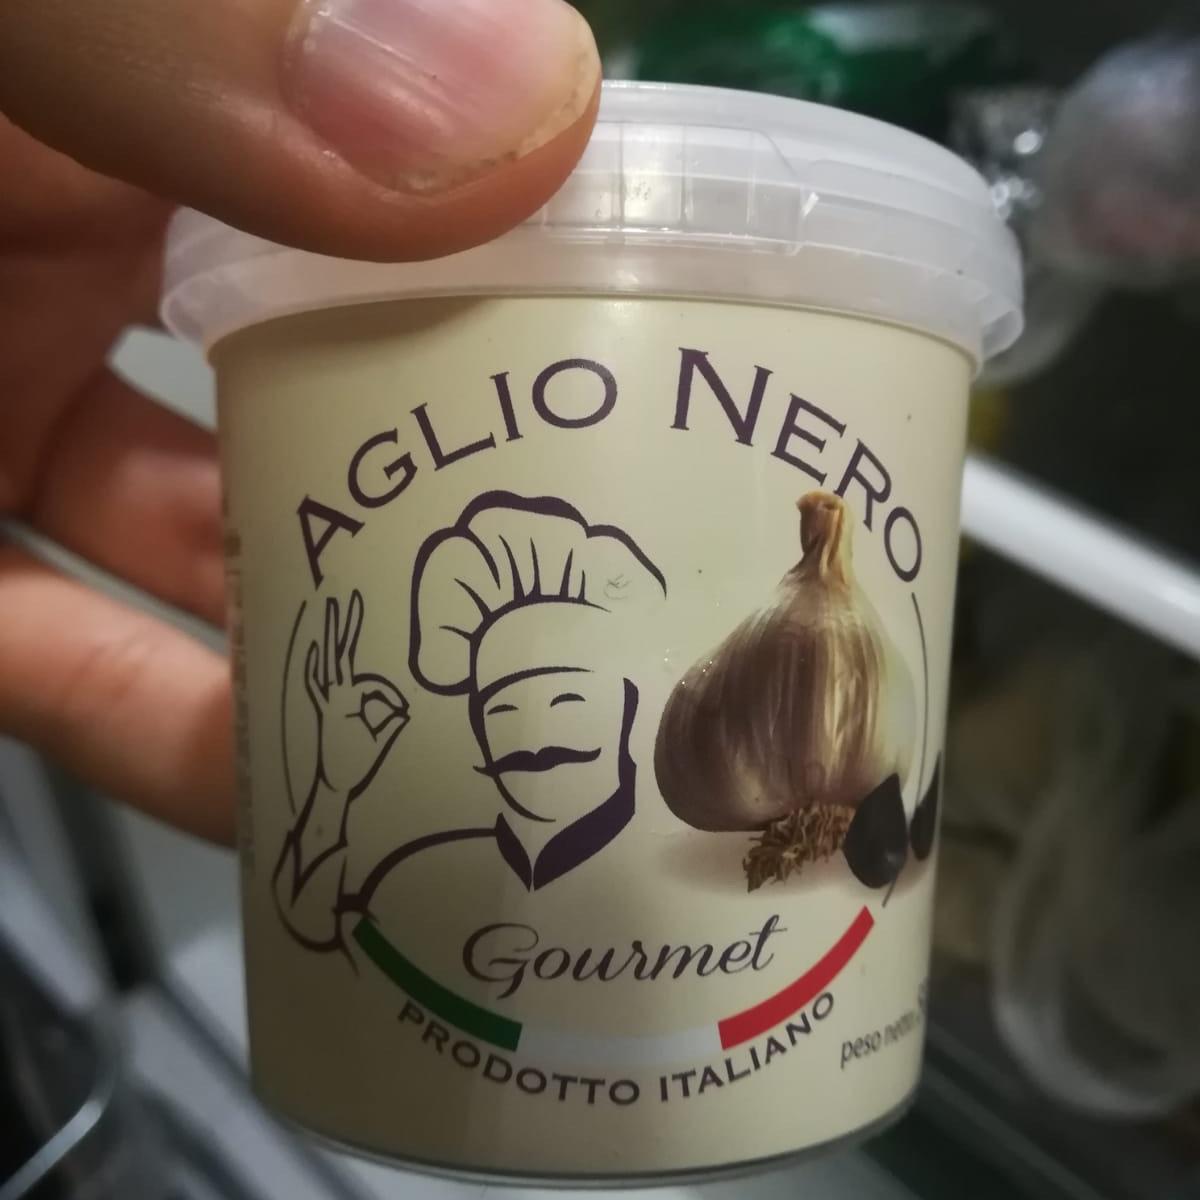 AGLIO NERO
Gourmet
PRODOTTO ITALIANO
peso netto